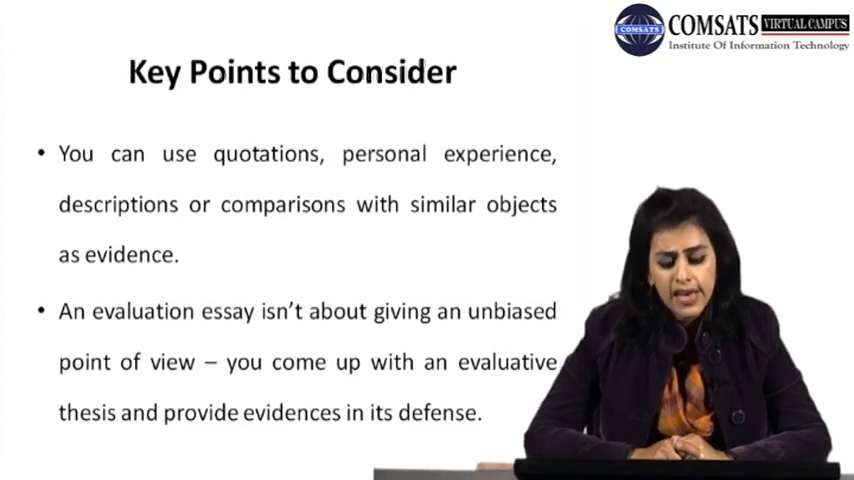 COMSATS VIRTUAL CAMPUS
COMSATS Institute Of Information Technology
Key Points to Consider
• You can use quotations, personal experience,
descriptions or comparisons with similar objects
as evidence.
• An evaluation essay isn't about giving an unbiased
point of view – you come up with an evaluative
thesis and provide evidences in its defense.